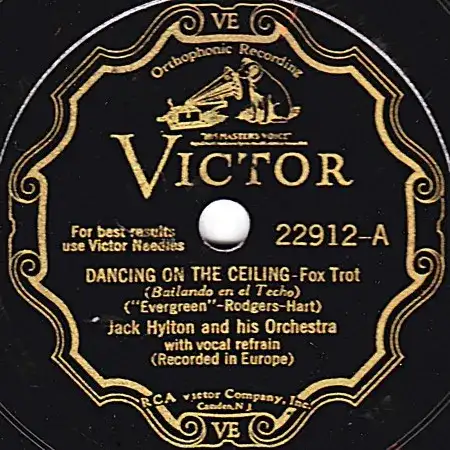 VE
Orthophonic Recording
"HIS MASTER'S VOICE"
VICTOR
For best results
use Victor Needles
22912-A
DANCING ON THE CEILING-Fox Trot
(Bailando en el Techo)
("Evergreen"-Rodgers-Hart)
Jack Hylton and his Orchestra
with vocal refrain
(Recorded in Europe)
RCA Victor Company, Inc.
Camden, N.J.
VE